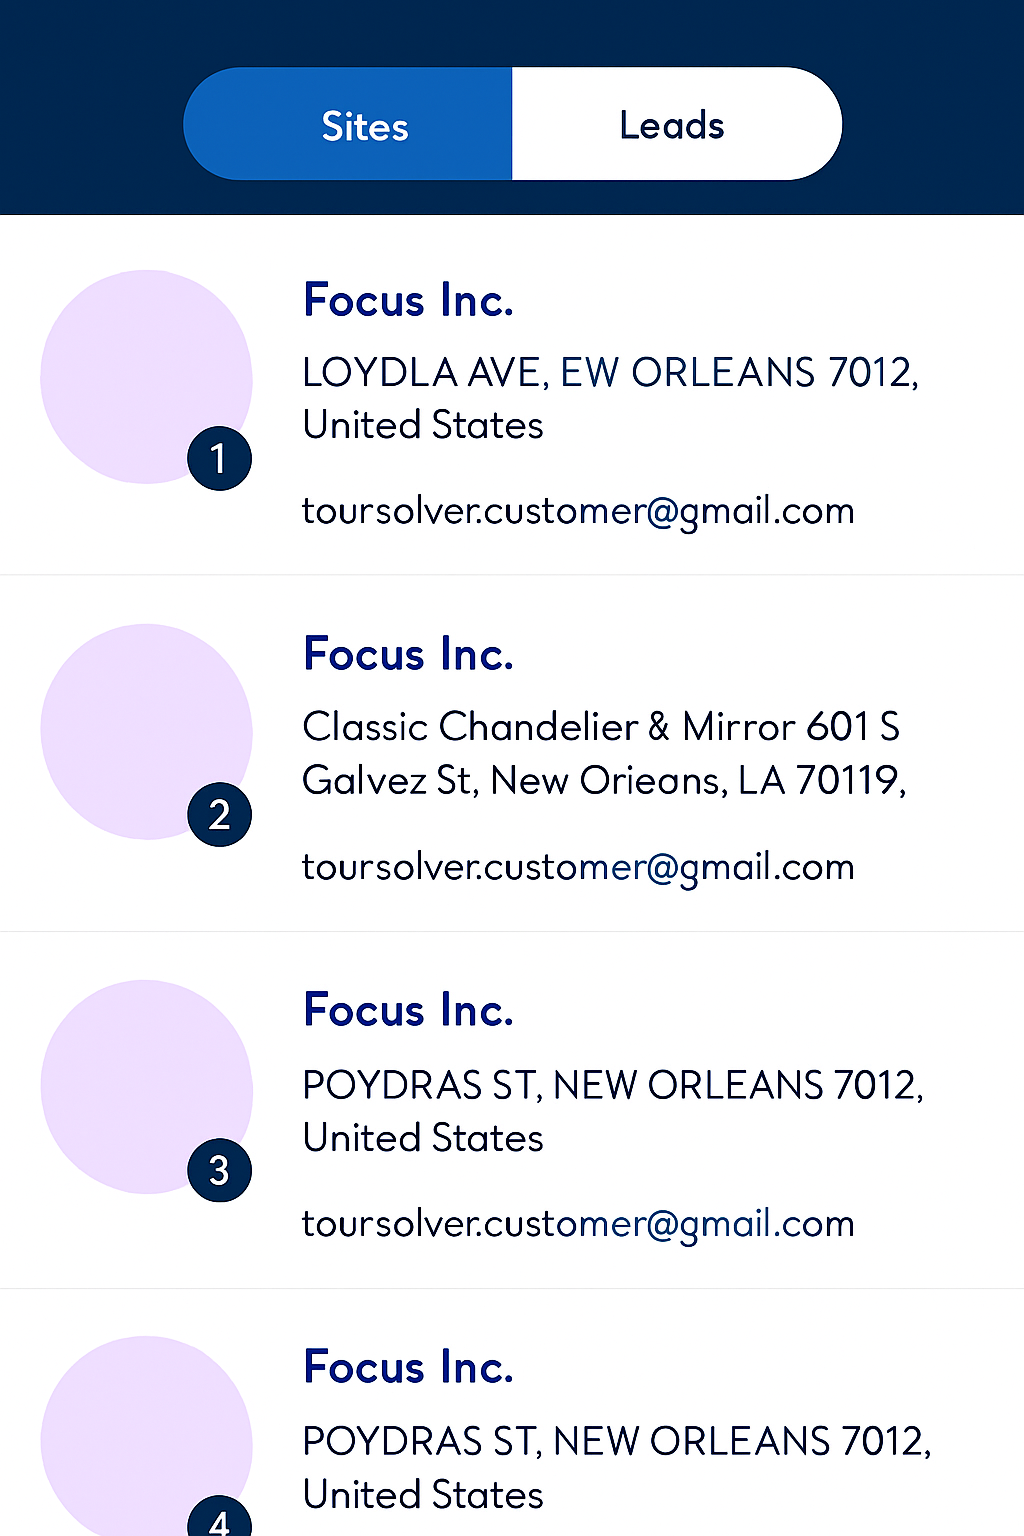 Sites
Leads
Focus Inc.
LOYDLA AVE, EW ORLEANS 7012,
United States
1
toursolver.customer@gmail.com
Focus Inc.
Classic Chandelier & Mirror 601 S
Galvez St, New Orieans, LA 70119,
2
toursolver.customer@gmail.com
Focus Inc.
POYDRAS ST, NEW ORLEANS 7012,
United States
3
toursolver.customer@gmail.com
Focus Inc.
POYDRAS ST, NEW ORLEANS 7012,
United States
4